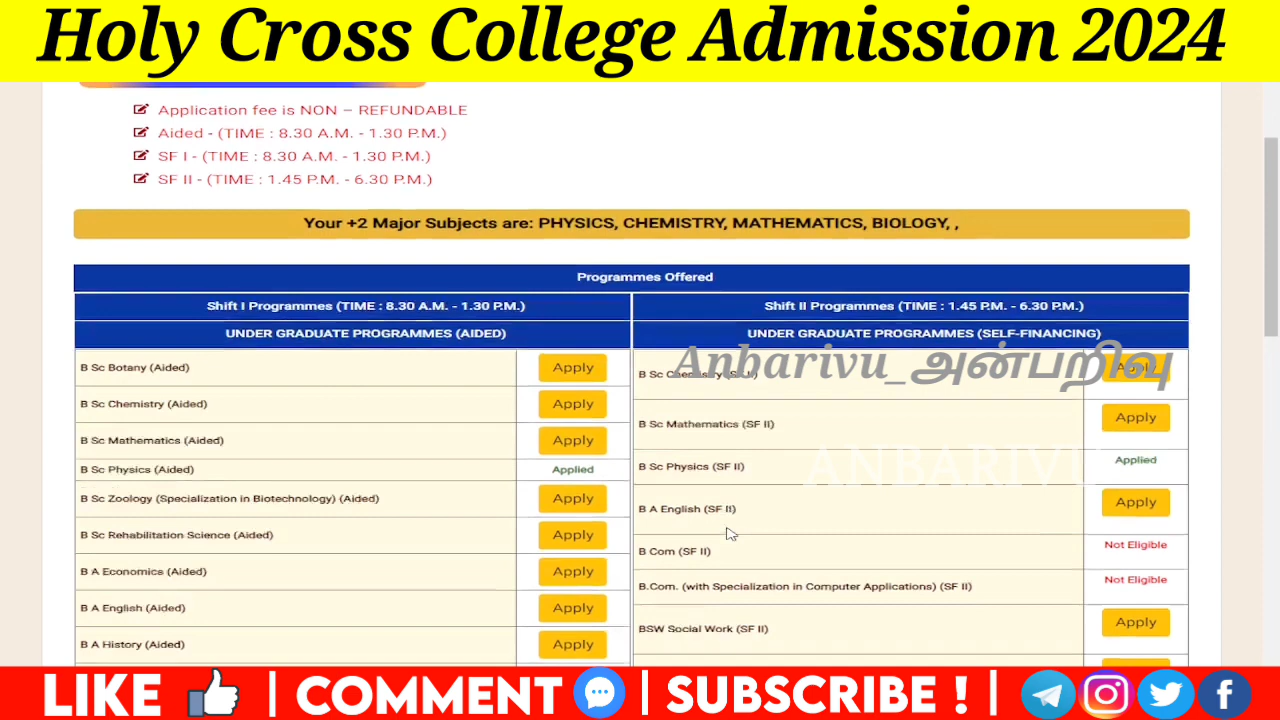 Holy Cross College Admission 2024
Application fee is NON – REFUNDABLE
Aided - (TIME : 8.30 A.M. - 1.30 P.M.)
SF I - (TIME : 8.30 A.M. - 1.30 P.M.)
SF II - (TIME : 1.45 P.M. - 6.30 P.M.)
Your +2 Major Subjects are: PHYSICS, CHEMISTRY, MATHEMATICS, BIOLOGY, ,
Programmes Offered
Shift I Programmes (TIME : 8.30 A.M. - 1.30 P.M.)
UNDER GRADUATE PROGRAMMES (AIDED)
B Sc Botany (Aided) Apply
B Sc Chemistry (Aided) Apply
B Sc Mathematics (Aided) Apply
B Sc Physics (Aided) Applied
B Sc Zoology (Specialization in Biotechnology) (Aided) Apply
B Sc Rehabilitation Science (Aided) Apply
B A Economics (Aided) Apply
B A English (Aided) Apply
B A History (Aided) Apply
Shift II Programmes (TIME : 1.45 P.M. - 6.30 P.M.)
UNDER GRADUATE PROGRAMMES (SELF-FINANCING)
B Sc Chemistry (SF II) Apply
Anbarivu_அன்பறிவு
B Sc Mathematics (SF II) Apply
B Sc Physics (SF II) Applied
ANBARIVU
B A English (SF II) Apply
B Com (SF II) Not Eligible
B.Com. (with Specialization in Computer Applications) (SF II) Not Eligible
BSW Social Work (SF II) Apply
LIKE | COMMENT | SUBSCRIBE ! |